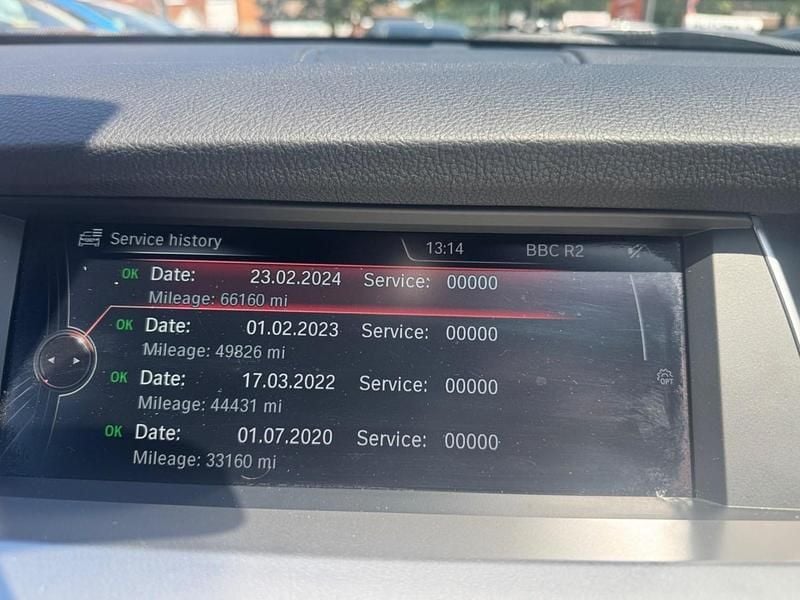 Service history 13:14 BBC R2
OK Date: 23.02.2024 Service: 00000
Mileage: 66160 mi
OK Date: 01.02.2023 Service: 00000
Mileage: 49826 mi
OK Date: 17.03.2022 Service: 00000
Mileage: 44431 mi
OPT
OK Date: 01.07.2020 Service: 00000
Mileage: 33160 mi